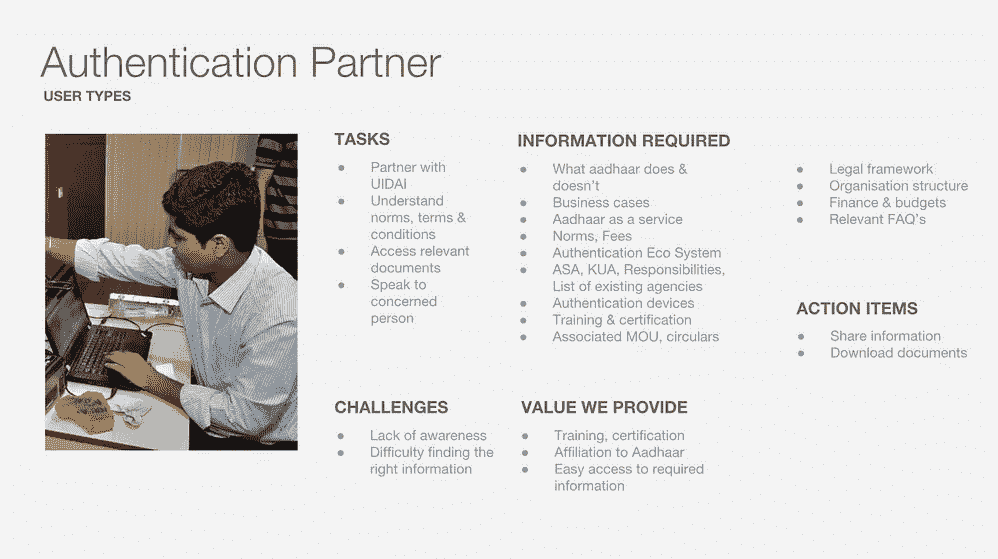 Authentication Partner
USER TYPES
TASKS
● Partner with
UIDAI
● Understand
norms, terms &
conditions
● Access relevant
documents
● Speak to
concerned
person
INFORMATION REQUIRED
● What aadhaar does &
doesn't
● Business cases
● Aadhaar as a service
● Norms, Fees
● Authentication Eco System
● ASA, KUA, Responsibilities,
List of existing agencies
● Authentication devices
● Training & certification
● Associated MOU, circulars
● Legal framework
● Organisation structure
● Finance & budgets
● Relevant FAQ's
ACTION ITEMS
● Share information
● Download documents
CHALLENGES
● Lack of awareness
● Difficulty finding the
right information
VALUE WE PROVIDE
● Training, certification
● Affiliation to Aadhaar
● Easy access to required
information